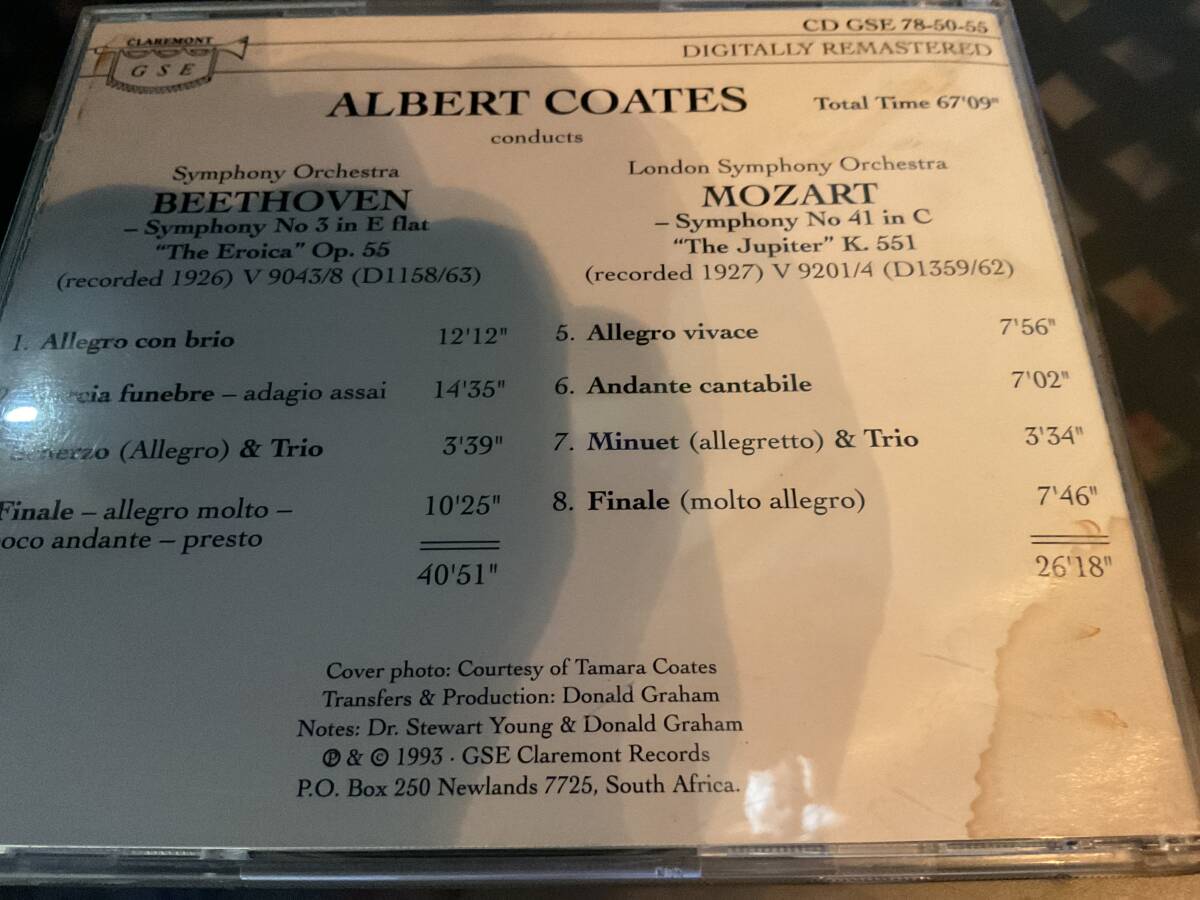 CLAREMONT
GSE
CD GSE 78-50-55
DIGITALLY REMASTERED
ALBERT COATES
Total Time 67'09"
conducts
Symphony Orchestra
BEETHOVEN
– Symphony No 3 in E flat
"The Eroica" Op. 55
(recorded 1926) V 9043/8 (D1158/63)
1. Allegro con brio 12'12"
funebre – adagio assai 14'35"
(Allegro) & Trio 3'39"
Finale – allegro molto – 10'25"
andante – presto
40'51"
London Symphony Orchestra
MOZART
– Symphony No 41 in C
"The Jupiter" K. 551
(recorded 1927) V 9201/4 (D1359/62)
5. Allegro vivace 7'56"
6. Andante cantabile 7'02"
7. Minuet (allegretto) & Trio 3'34"
8. Finale (molto allegro) 7'46"
26'18"
Cover photo: Courtesy of Tamara Coates
Transfers & Production: Donald Graham
Notes: Dr. Stewart Young & Donald Graham
℗ & © 1993 · GSE Claremont Records
P.O. Box 250 Newlands 7725, South Africa.